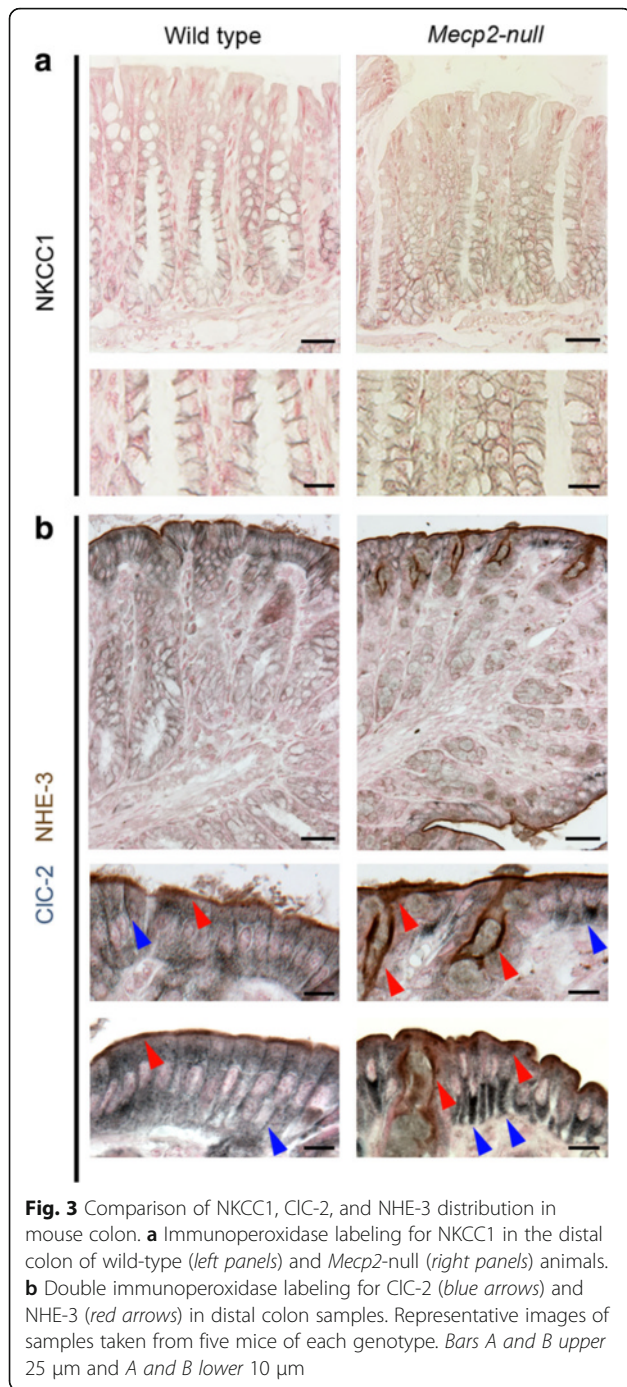 Wild type
Mecp2-null
a
NKCC1
b
ClC-2 NHE-3
Fig. 3 Comparison of NKCC1, ClC-2, and NHE-3 distribution in
mouse colon. a Immunoperoxidase labeling for NKCC1 in the distal
colon of wild-type (left panels) and Mecp2-null (right panels) animals.
b Double immunoperoxidase labeling for ClC-2 (blue arrows) and
NHE-3 (red arrows) in distal colon samples. Representative images of
samples taken from five mice of each genotype. Bars A and B upper
25 μm and A and B lower 10 μm